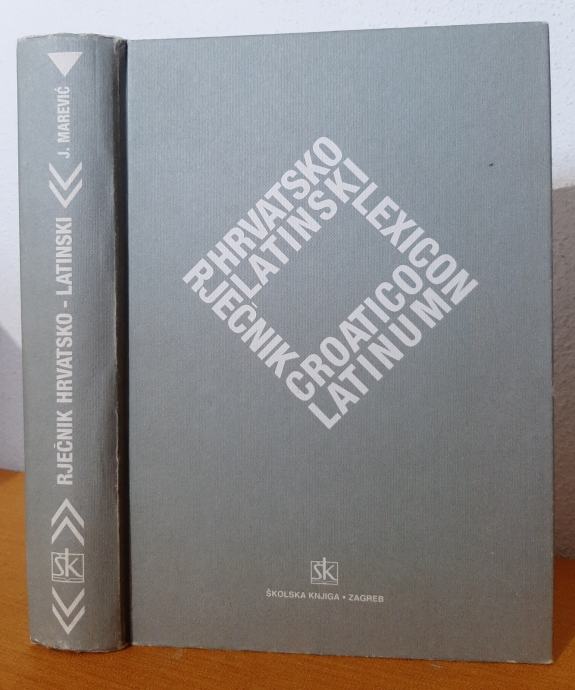 J. MAREVIĆ
RJEČNIK HRVATSKO - LATINSKI
ŠK
HRVATSKO
LATINSKI
RJEČNIK
LEXICON
CROATICO
LATINUM
ŠK
ŠKOLSKA KNJIGA • ZAGREB